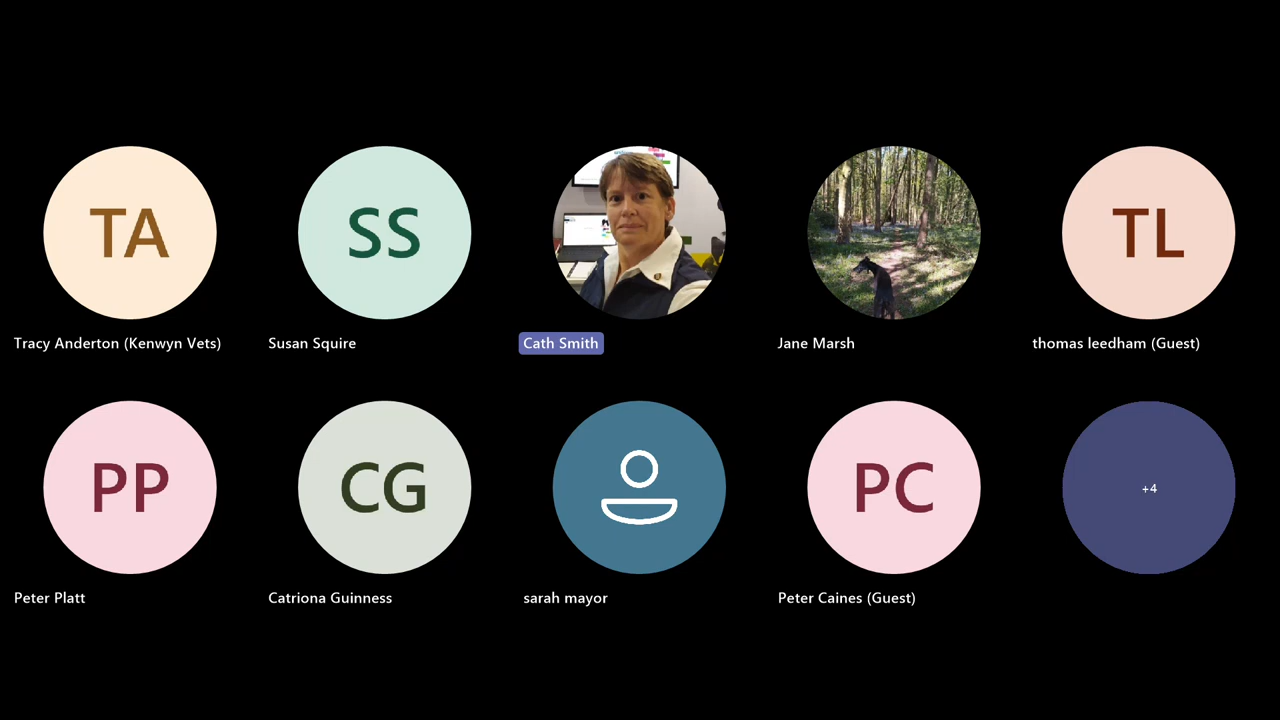 TA
SS
TL
Tracy Anderton (Kenwyn Vets)
Susan Squire
Cath Smith
Jane Marsh
thomas leedham (Guest)
PP
CG
PC
+4
Peter Platt
Catriona Guinness
sarah mayor
Peter Caines (Guest)